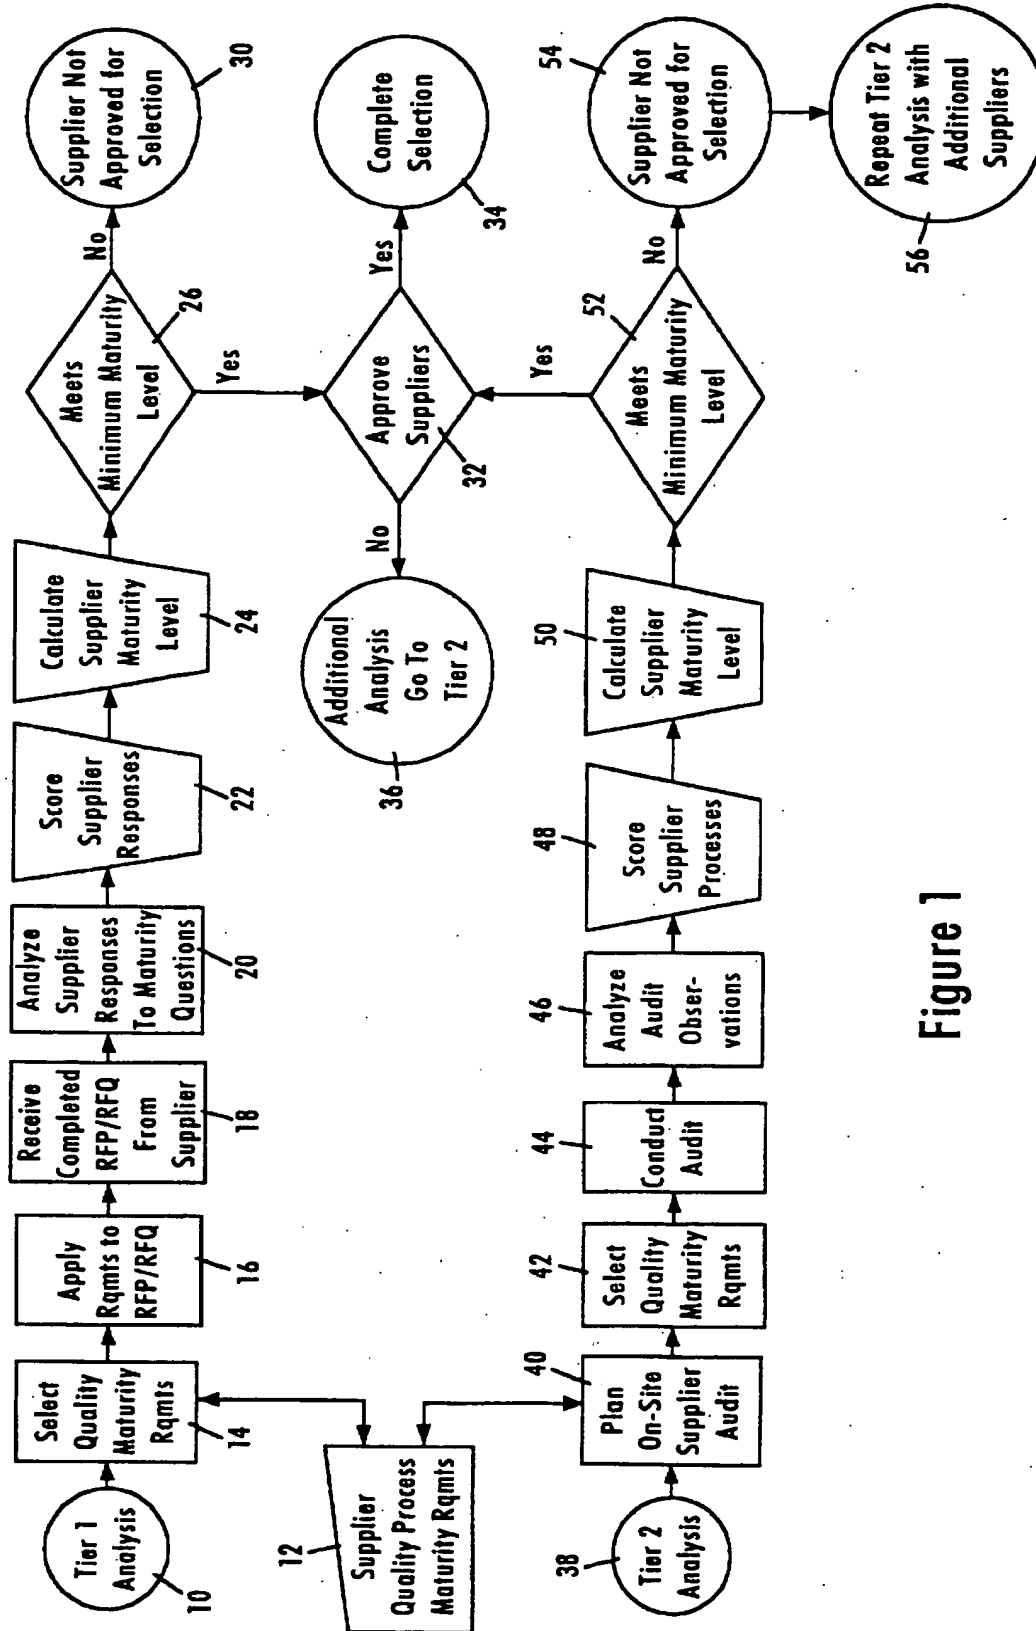 Tier 1
Analysis
10
Select
Quality
Maturity
Rqmts
14
Apply
Rqmts to
RFP/RFQ
16
Receive
Completed
RFP/RFQ
From
Supplier
18
Analyze
Supplier
Responses
To Maturity
Questions
20
Score
Supplier
Responses
22
Calculate
Supplier
Maturity
Level
24
Meets
Minimum Maturity
Level
26
No
Supplier Not
Approved for
Selection
30
Yes
Approve
Suppliers
32
Yes
Complete
Selection
34
No
Additional
Analysis
Go To
Tier 2
36
12
Supplier
Quality Process
Maturity Rqmts
38
Tier 2
Analysis
40
Plan
On-Site
Supplier
Audit
42
Select
Quality
Maturity
Rqmts
44
Conduct
Audit
46
Analyze
Audit
Obser-
vations
48
Score
Supplier
Processes
50
Calculate
Supplier
Maturity
Level
52
Meets
Minimum Maturity
Level
Yes
No
54
Supplier Not
Approved for
Selection
56
Repeat Tier 2
Analysis with
Additional
Suppliers
Figure 1